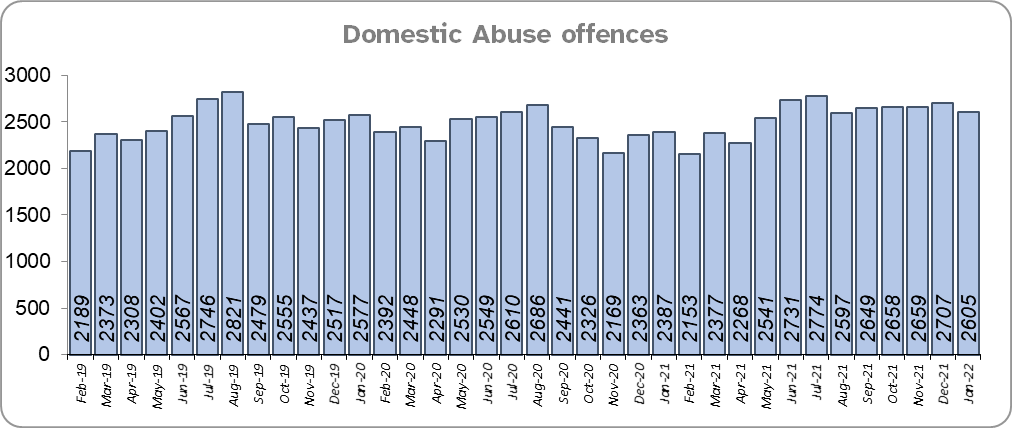 Domestic Abuse offences
3000
2500
2000
1500
1000
500
0
2189 2373 2308 2402 2567 2746 2821 2479 2555 2437 2517 2577 2392 2448 2291 2530 2549 2610 2686 2441 2326 2169 2363 2387 2153 2377 2268 2541 2731 2774 2597 2649 2658 2659 2707 2605
Feb-19 Mar-19 Apr-19 May-19 Jun-19 Jul-19 Aug-19 Sep-19 Oct-19 Nov-19 Dec-19 Jan-20 Feb-20 Mar-20 Apr-20 May-20 Jun-20 Jul-20 Aug-20 Sep-20 Oct-20 Nov-20 Dec-20 Jan-21 Feb-21 Mar-21 Apr-21 May-21 Jun-21 Jul-21 Aug-21 Sep-21 Oct-21 Nov-21 Dec-21 Jan-22